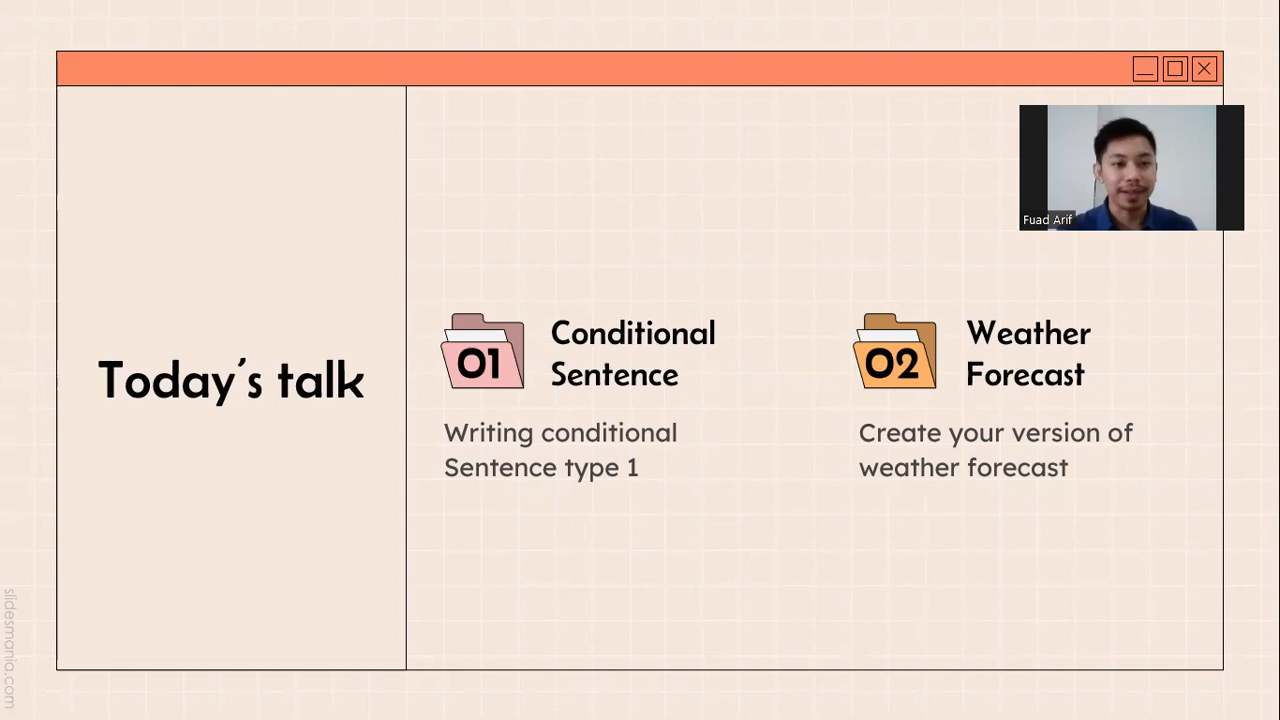 Fuad Arif
Today's talk
01
Conditional
Sentence
Writing conditional
Sentence type 1
02
Weather
Forecast
Create your version of
weather forecast
slidesmania.com